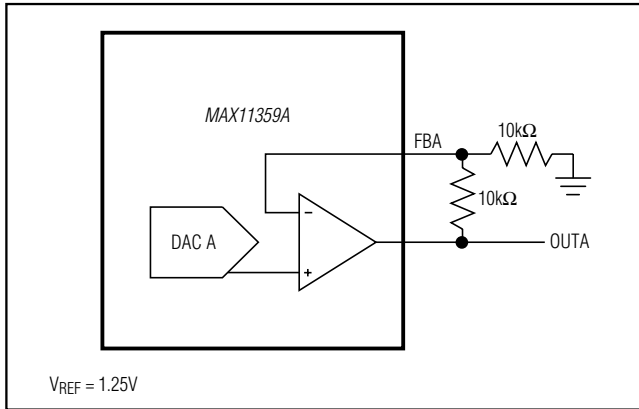 MAX11359A
FBA
10kΩ
10kΩ
DAC A
−
+
OUTA
VREF = 1.25V